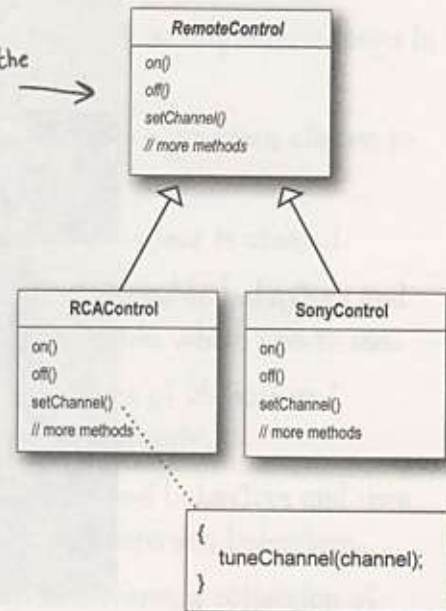 the
RemoteControl
on()
off()
setChannel()
// more methods
RCAControl
on()
off()
setChannel()
// more methods
SonyControl
on()
off()
setChannel()
// more methods
{
tuneChannel(channel);
}